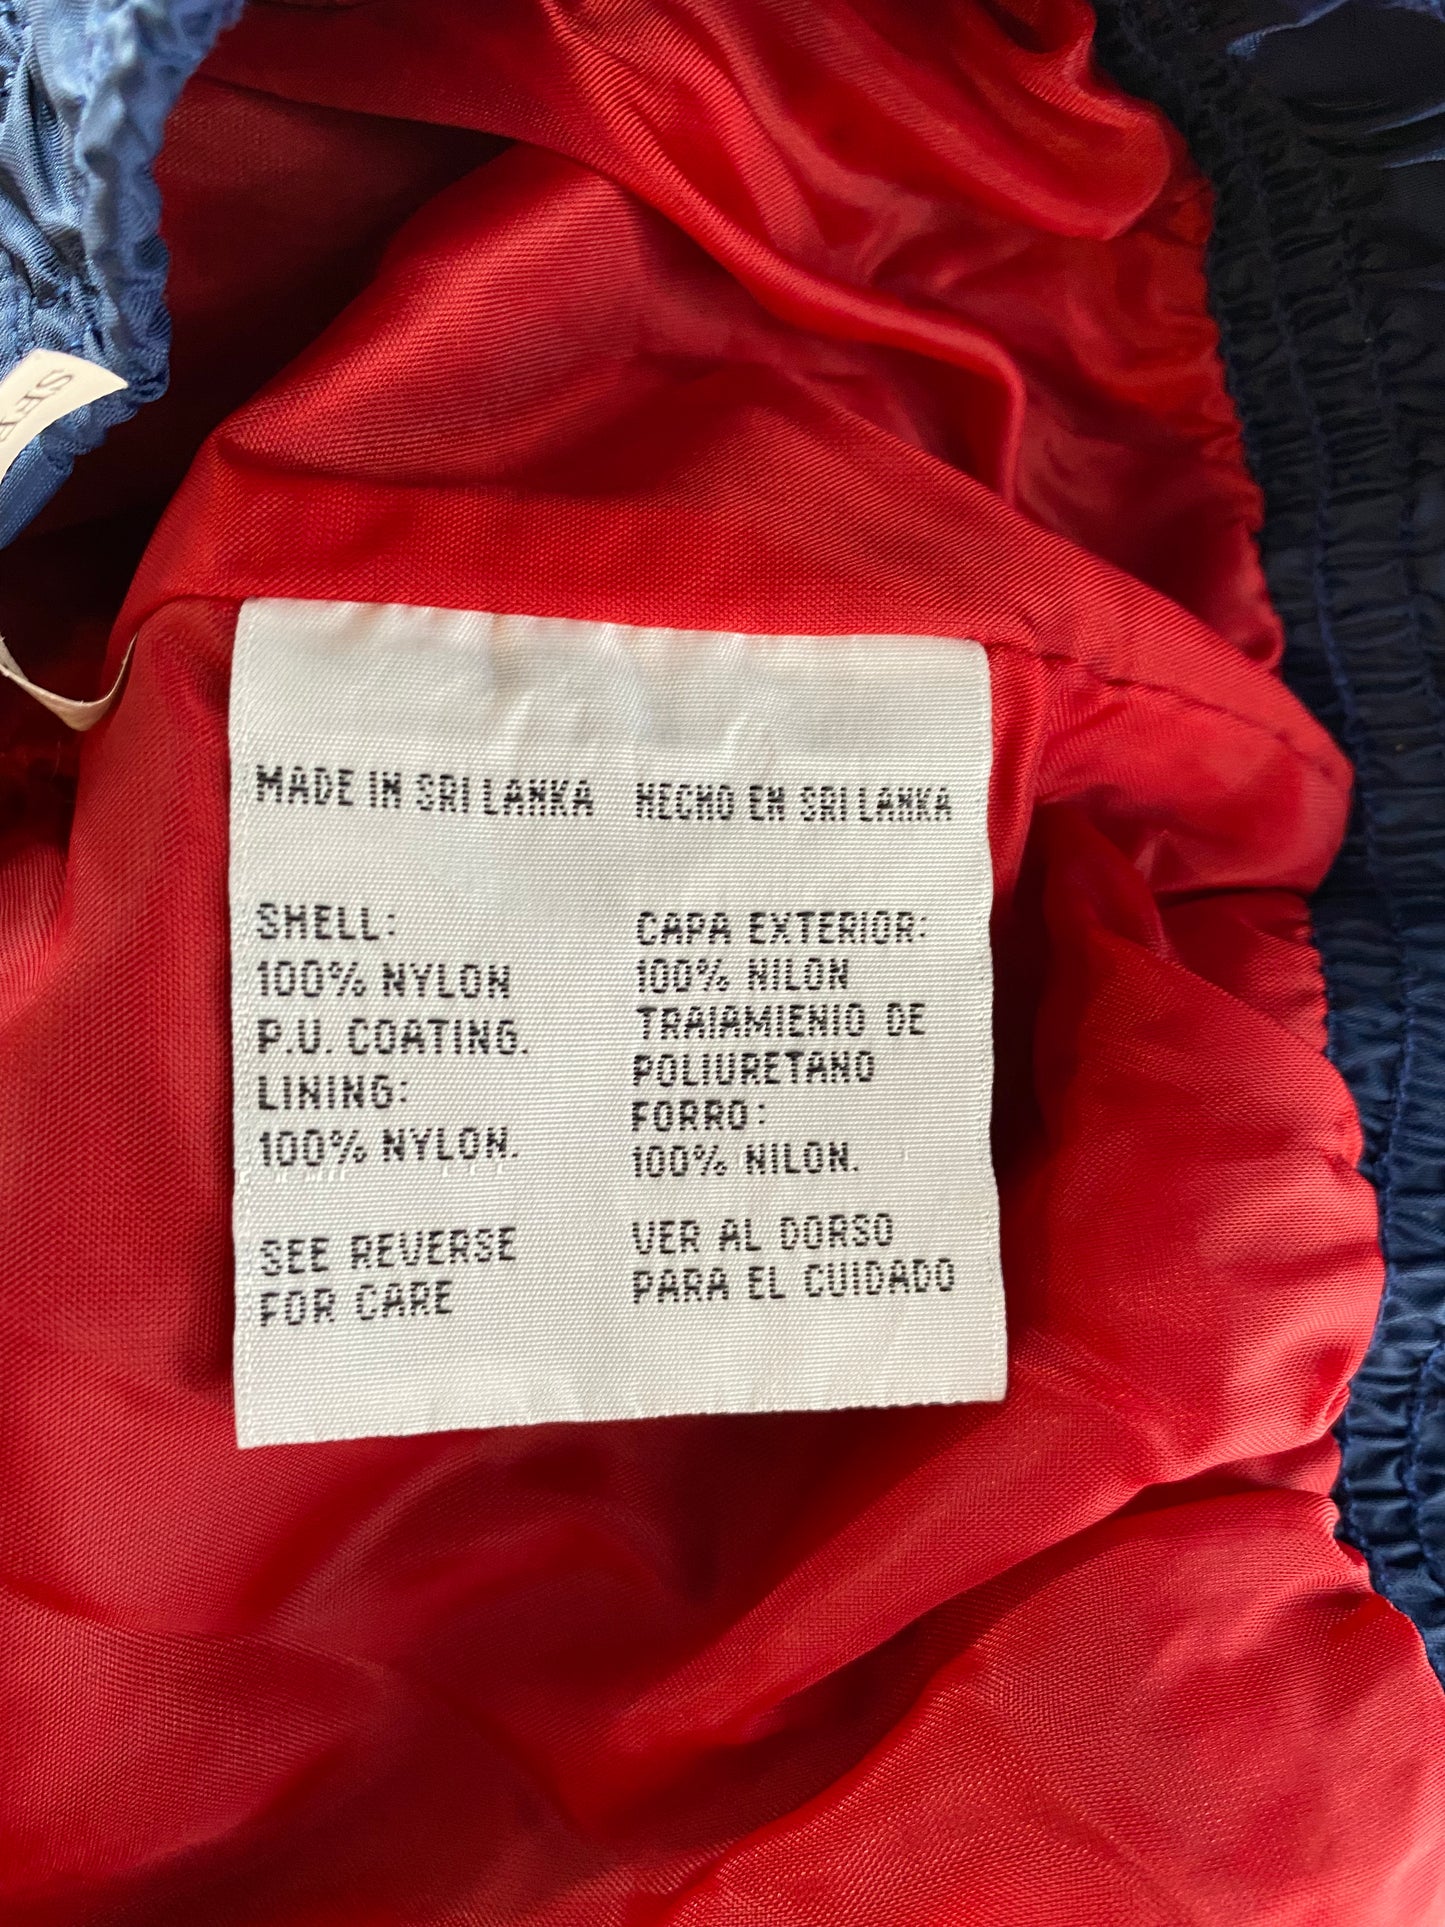 MADE IN SRI LANKA
SHELL:
100% NYLON
P.U. COATING.
LINING:
100% NYLON.
SEE REVERSE
FOR CARE
HECHO EN SRI LANKA
CAPA EXTERIOR:
100% NILON
TRAIAMIENIO DE
POLIURETANO
FORRO:
100% NILON.
VER AL DORSO
PARA EL CUIDADO